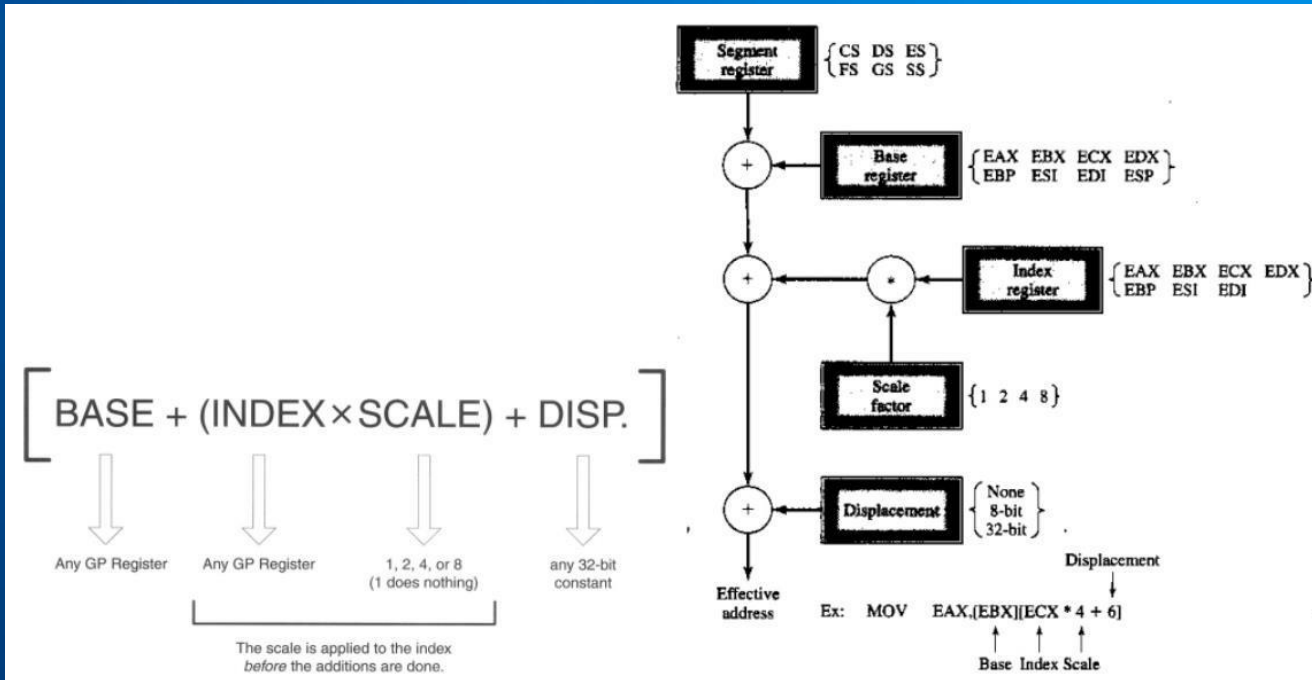 BASE + (INDEX×SCALE) + DISP.
Any GP Register
Any GP Register
1, 2, 4, or 8
(1 does nothing)
any 32-bit
constant
The scale is applied to the index
before the additions are done.
Segment
register
{CS DS ES
FS GS SS}
+
Base
register
{EAX EBX ECX EDX
EBP ESI EDI ESP}
+
*
Index
register
{EAX EBX ECX EDX
EBP ESI EDI}
Scale
factor
{1 2 4 8}
+
Displacement
{None
8-bit
32-bit}
Displacement
Effective
address
Ex: MOV EAX,[EBX][ECX * 4 + 6]
Base Index Scale